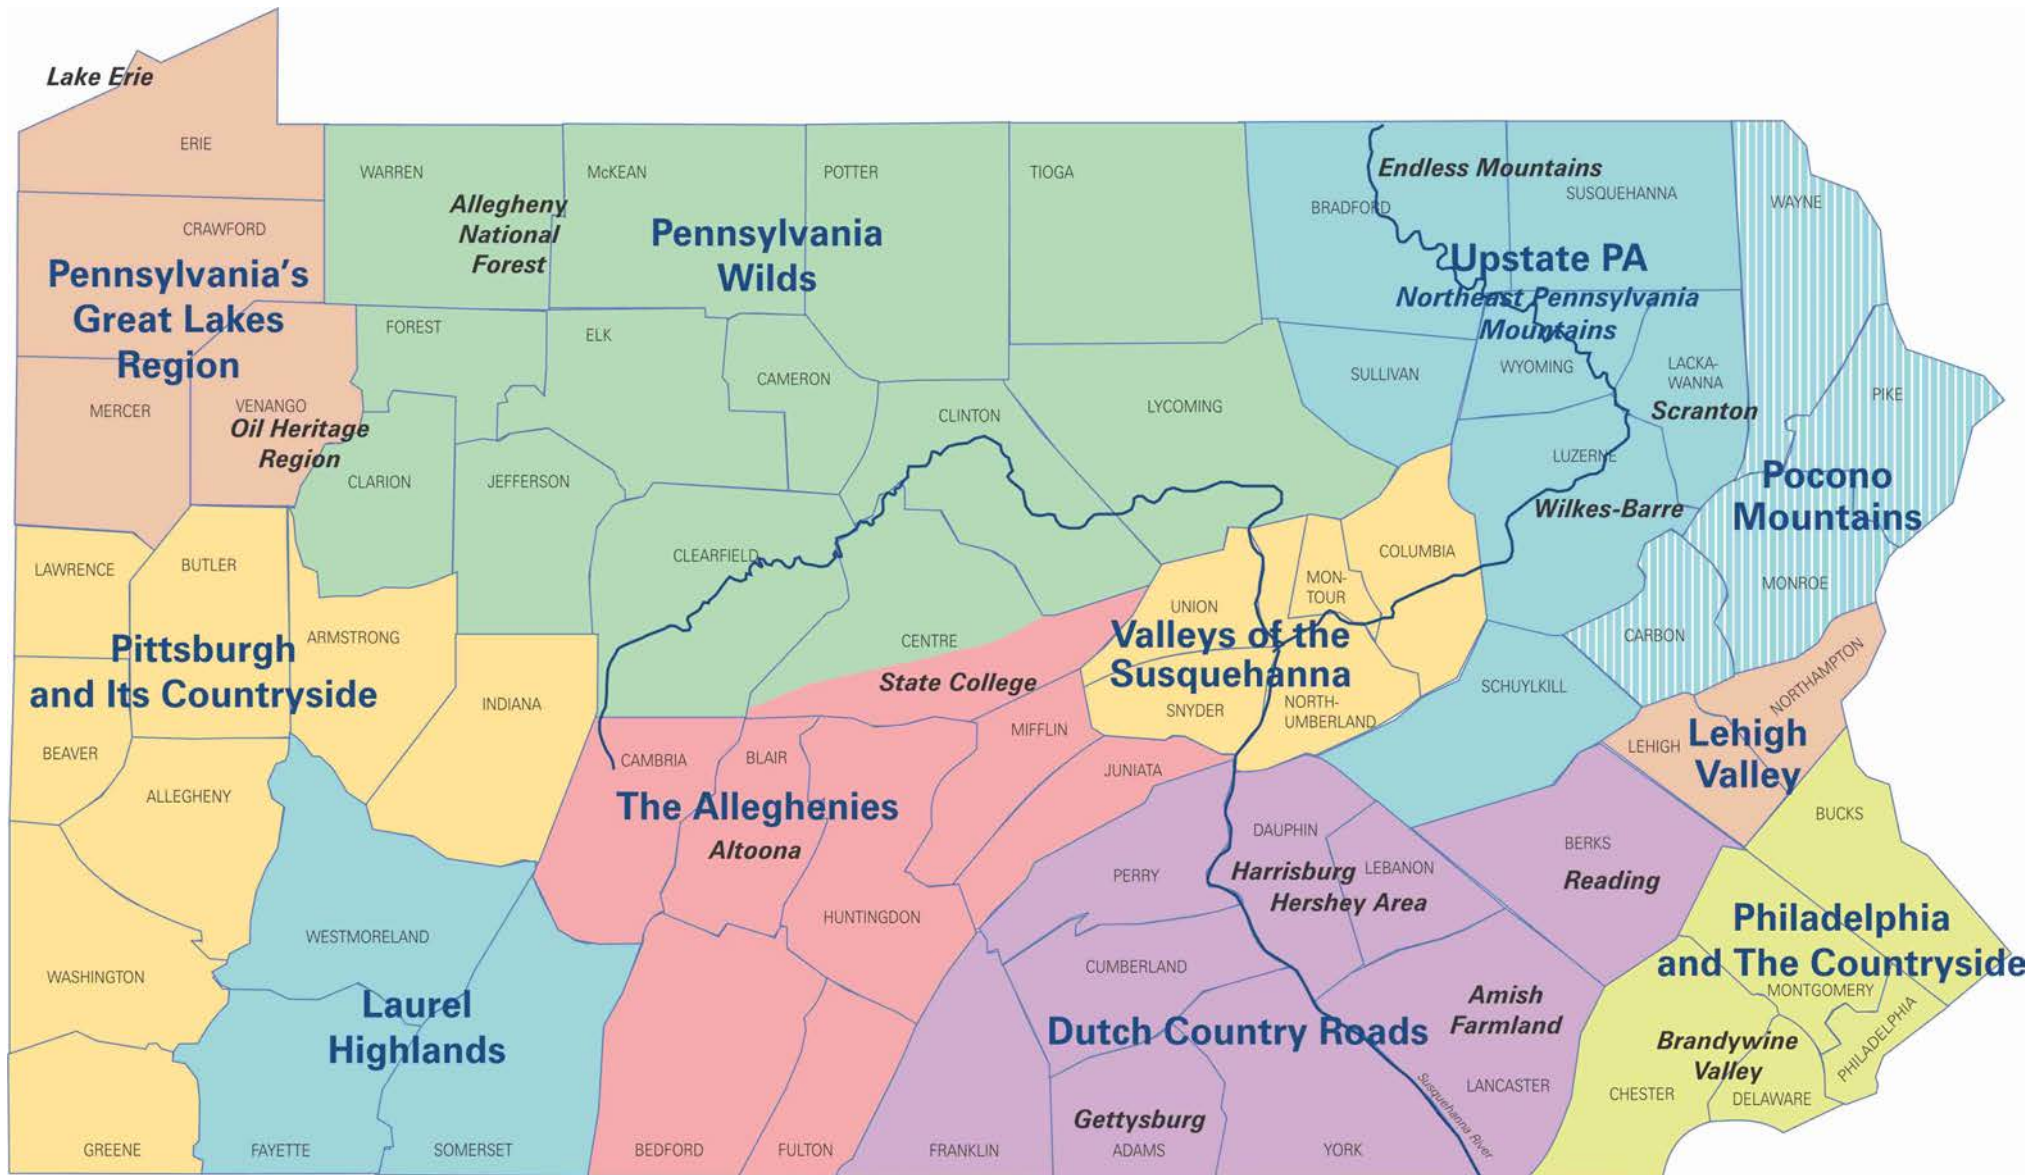 Lake Erie
ERIE
WARREN
McKEAN
POTTER
TIOGA
Endless Mountains
BRADFORD
SUSQUEHANNA
WAYNE
Allegheny
National
Forest
Pennsylvania
Wilds
CRAWFORD
Pennsylvania's
Great Lakes
Region
Upstate PA
Northeast Pennsylvania
Mountains
FOREST
ELK
CAMERON
SULLIVAN
WYOMING
LACKA-
WANNA
Scranton
PIKE
MERCER
VENANGO
Oil Heritage
Region
CLINTON
LYCOMING
CLARION
JEFFERSON
LUZERNE
Wilkes-Barre
Pocono
Mountains
LAWRENCE
BUTLER
CLEARFIELD
COLUMBIA
MON-
TOUR
UNION
MONROE
ARMSTRONG
CENTRE
CARBON
Pittsburgh
and Its Countryside
Valleys of the
Susquehanna
State College
INDIANA
SNYDER
NORTH-
UMBERLAND
SCHUYLKILL
NORTHAMPTON
BEAVER
CAMBRIA
BLAIR
MIFFLIN
JUNIATA
LEHIGH
Lehigh
Valley
ALLEGHENY
The Alleghenies
Altoona
DAUPHIN
BUCKS
PERRY
Harrisburg
Hershey Area
LEBANON
BERKS
Reading
WESTMORELAND
HUNTINGDON
Philadelphia
and The Countryside
WASHINGTON
CUMBERLAND
MONTGOMERY
Laurel
Highlands
Dutch Country Roads
Amish
Farmland
PHILADELPHIA
Brandywine
Valley
LANCASTER
CHESTER
DELAWARE
Susquehanna River
GREENE
FAYETTE
SOMERSET
BEDFORD
FULTON
FRANKLIN
Gettysburg
ADAMS
YORK